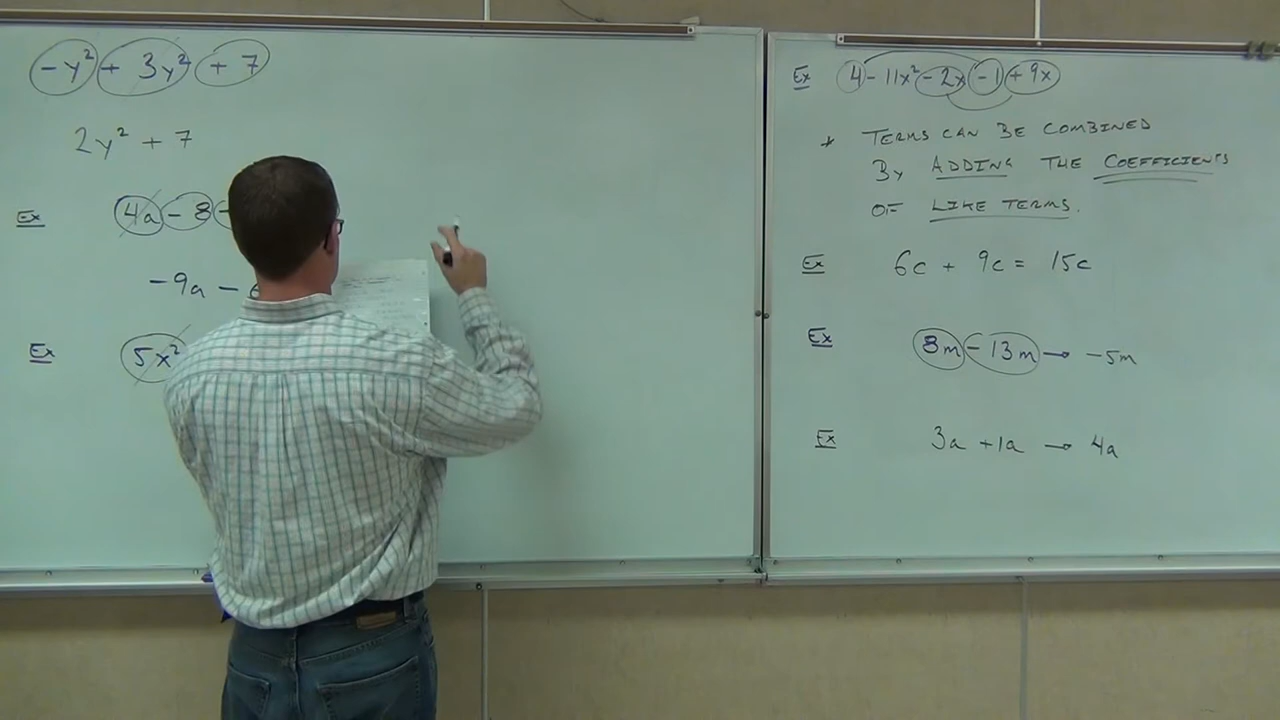 -y² + 3y² + 7
2y² + 7
Ex 4a - 8 -
-9a -
Ex 5x²
Ex 4 - 11x² - 2x - 1 + 9x
* TERMS CAN BE COMBINED
BY ADDING THE COEFFICIENTS
OF LIKE TERMS.
Ex 6c + 9c = 15c
Ex 8m - 13m → -5m
Ex 3a + 1a → 4a